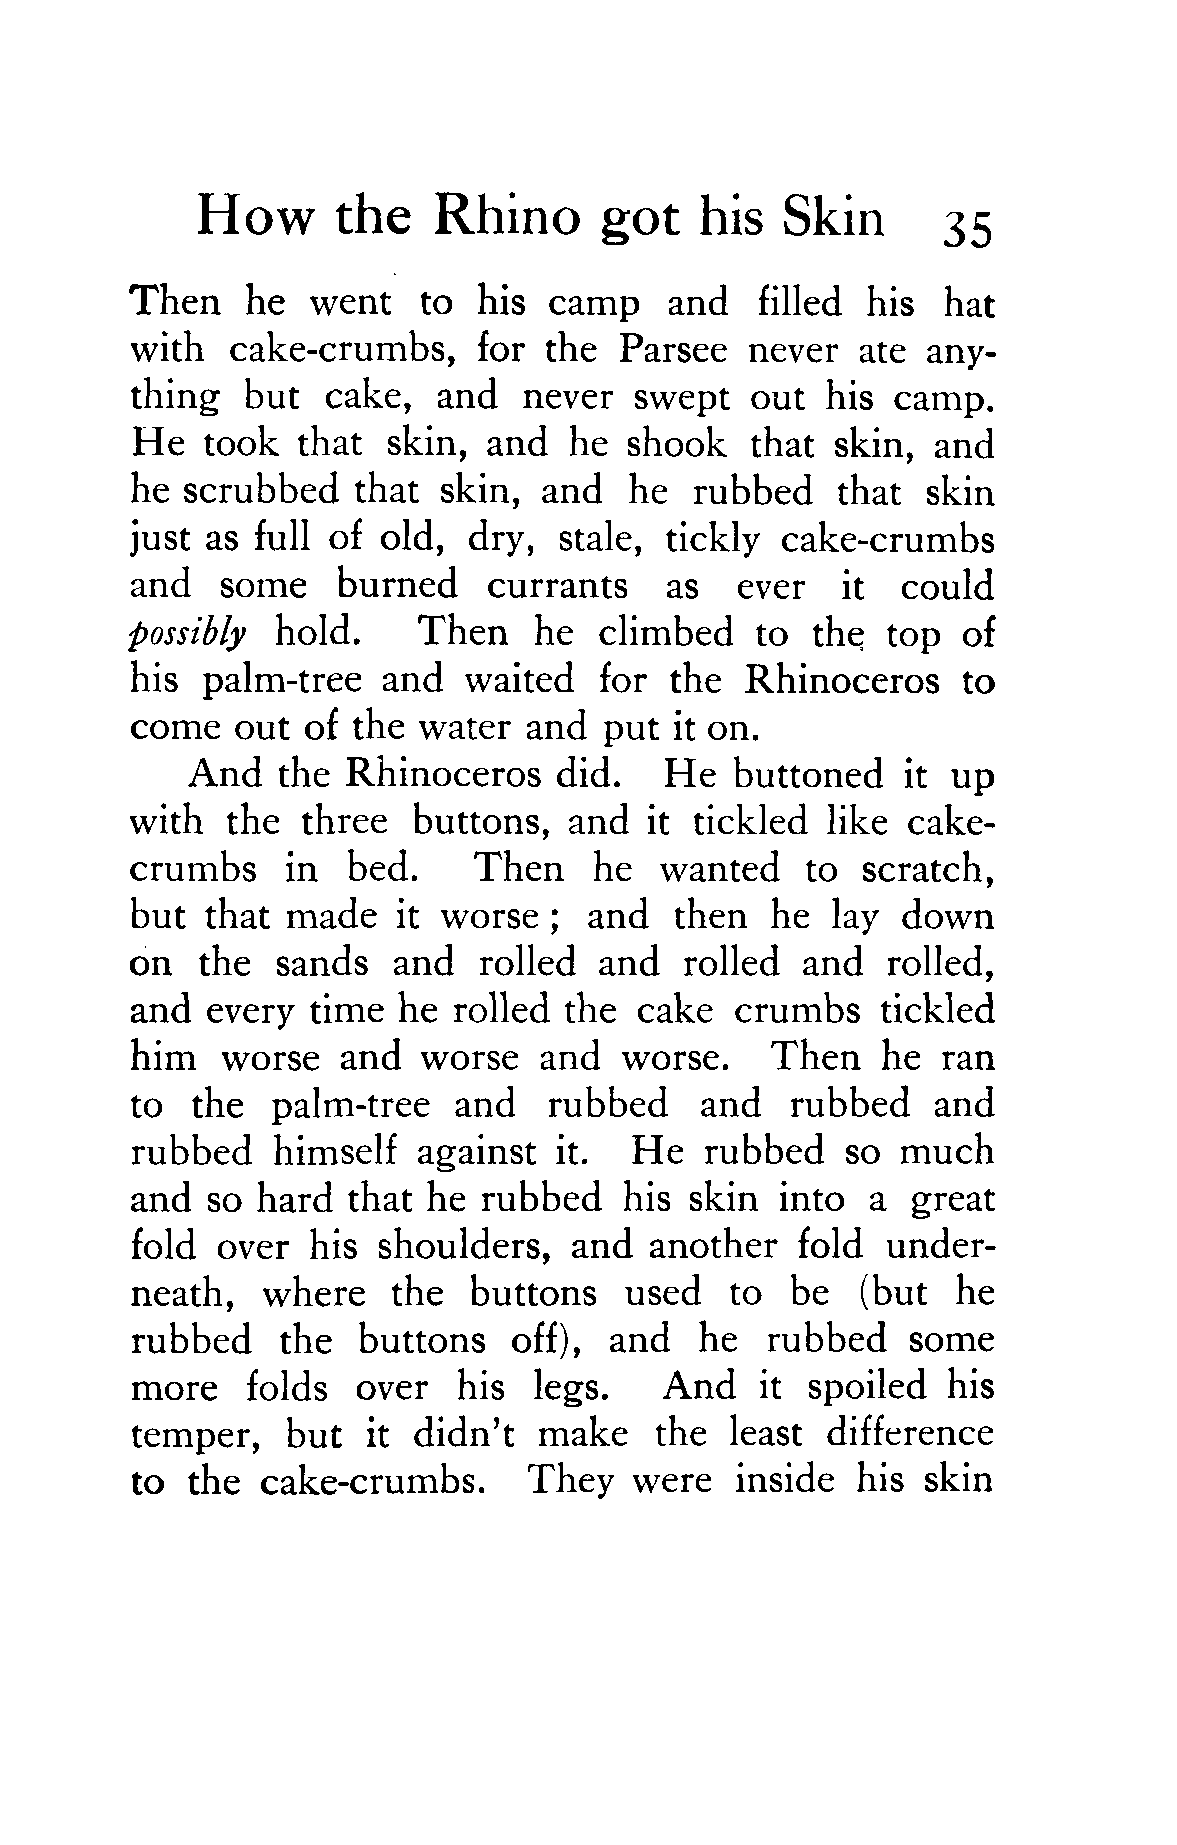 How the Rhino got his Skin 35
Then he went to his camp and filled his hat
with cake-crumbs, for the Parsee never ate any-
thing but cake, and never swept out his camp.
He took that skin, and he shook that skin, and
he scrubbed that skin, and he rubbed that skin
just as full of old, dry, stale, tickly cake-crumbs
and some burned currants as ever it could
possibly hold. Then he climbed to the top of
his palm-tree and waited for the Rhinoceros to
come out of the water and put it on.
And the Rhinoceros did. He buttoned it up
with the three buttons, and it tickled like cake-
crumbs in bed. Then he wanted to scratch,
but that made it worse ; and then he lay down
on the sands and rolled and rolled and rolled,
and every time he rolled the cake crumbs tickled
him worse and worse and worse. Then he ran
to the palm-tree and rubbed and rubbed and
rubbed himself against it. He rubbed so much
and so hard that he rubbed his skin into a great
fold over his shoulders, and another fold under-
neath, where the buttons used to be (but he
rubbed the buttons off), and he rubbed some
more folds over his legs. And it spoiled his
temper, but it didn't make the least difference
to the cake-crumbs. They were inside his skin